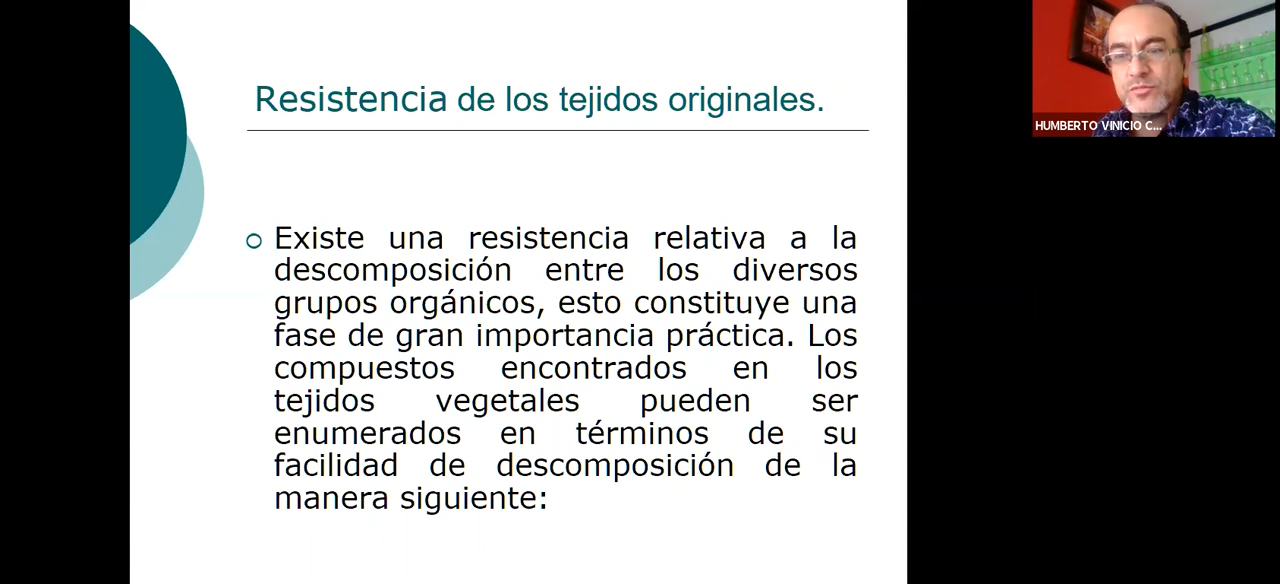 Resistencia de los tejidos originales.
Existe una resistencia relativa a la
descomposición entre los diversos
grupos orgánicos, esto constituye una
fase de gran importancia práctica. Los
compuestos encontrados en los
tejidos vegetales pueden ser
enumerados en términos de su
facilidad de descomposición de la
manera siguiente:
HUMBERTO VINICIO C...